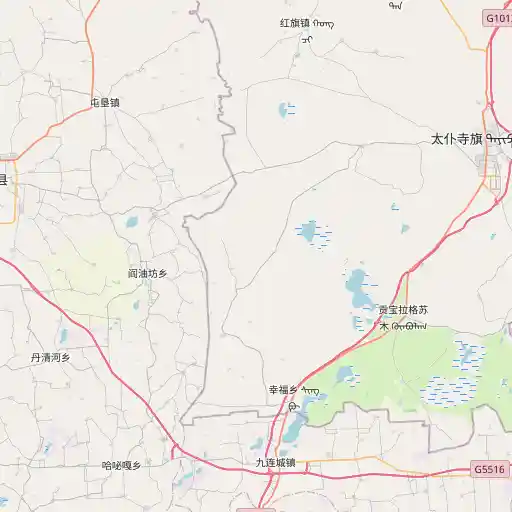 红旗镇
G101
屯垦镇
太仆寺旗
县
阎油坊乡
贡宝拉格苏
木
丹清河乡
幸福乡
哈咇嘎乡
九连城镇
G5516